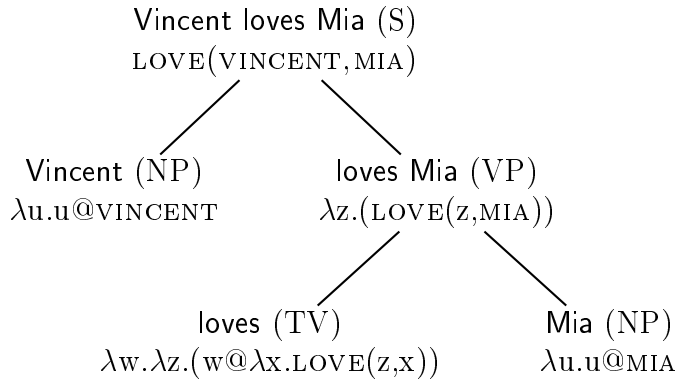 Vincent loves Mia (S)
LOVE(VINCENT,MIA)
Vincent (NP)
λu.u@VINCENT
loves Mia (VP)
λz.(LOVE(z,MIA))
loves (TV)
λw.λz.(w@λx.LOVE(z,x))
Mia (NP)
λu.u@MIA